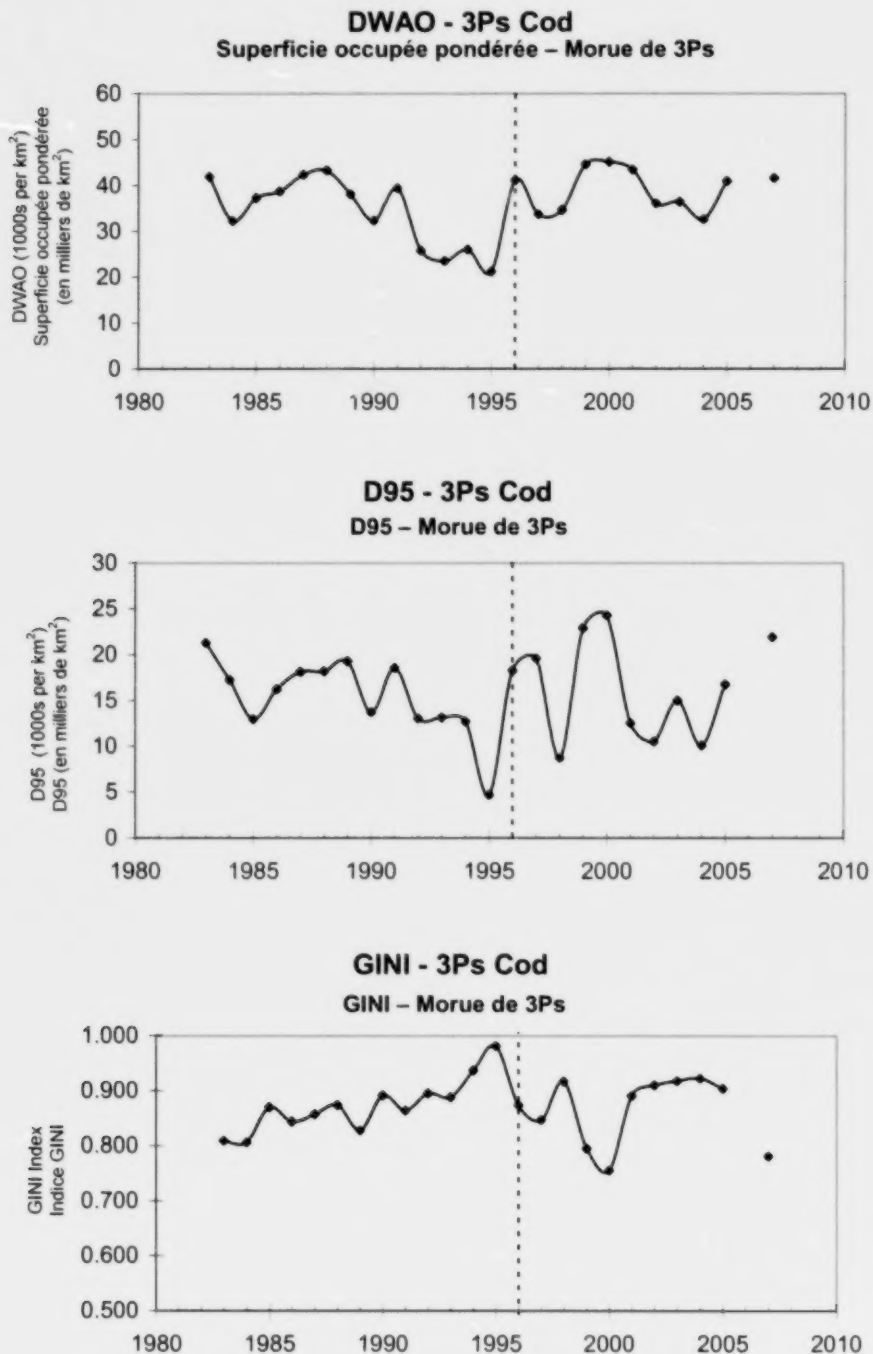 DWAO - 3Ps Cod
Superficie occupée pondérée – Morue de 3Ps
DWAO (1000s per km²)
Superficie occupée pondérée
(en milliers de km²)
60
50
40
30
20
10
0
1980 1985 1990 1995 2000 2005 2010
D95 - 3Ps Cod
D95 – Morue de 3Ps
D95 (1000s per km²)
D95 (en milliers de km²)
30
25
20
15
10
5
0
1980 1985 1990 1995 2000 2005 2010
GINI - 3Ps Cod
GINI – Morue de 3Ps
GINI Index
Indice GINI
1.000
0.900
0.800
0.700
0.600
0.500
1980 1985 1990 1995 2000 2005 2010